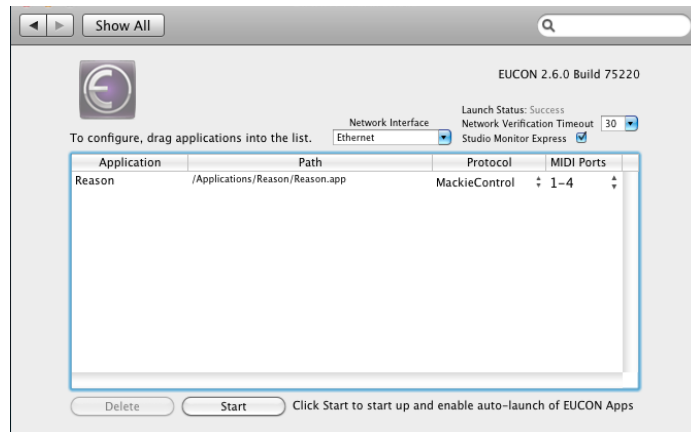 Show All
EUCON 2.6.0 Build 75220
Launch Status: Success
Network Interface
Network Verification Timeout 30
To configure, drag applications into the list.
Ethernet
Studio Monitor Express
Application Path Protocol MIDI Ports
Reason /Applications/Reason/Reason.app MackieControl 1-4
Delete Start Click Start to start up and enable auto-launch of EUCON Apps